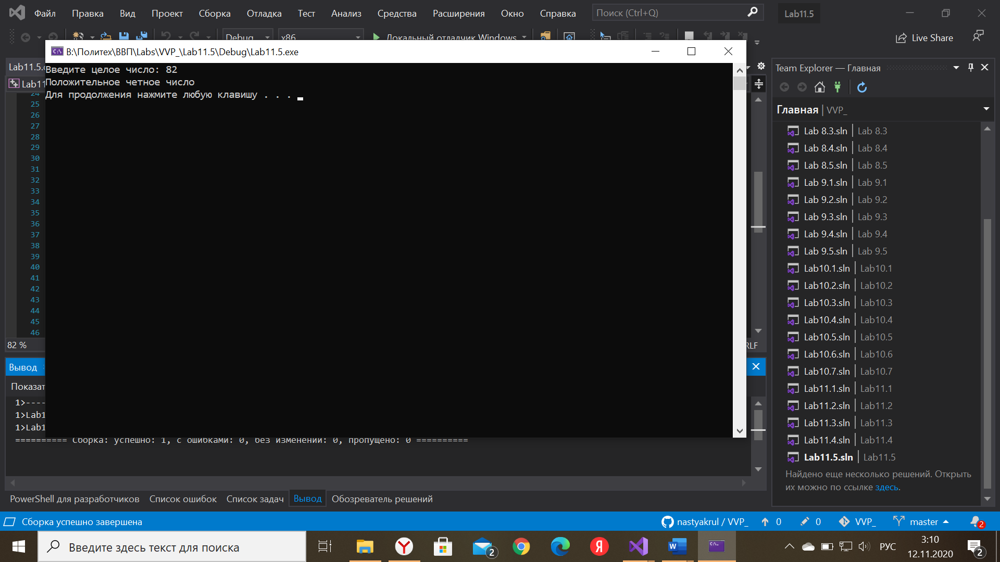 Файл Правка Вид Проект Сборка Отладка Тест Анализ Средства Расширения Окно Справка Поиск (Ctrl+Q) Lab11.5
Debug x86 Локальный отладчик Windows Live Share
B:\Политех\ВВП\Labs\VVP_\Lab11.5\Debug\Lab11.5.exe
Введите целое число: 82
Положительное четное число
Для продолжения нажмите любую клавишу . . .
Lab11.5.
Lab11
24
25
26
27
28
29
30
31
32
33
34
35
36
37
38
39
40
41
42
43
44
45
46
82 %
RLF
Вывод
Показат
1>----
1>Lab1
1>Lab1
========== Сборка: успешно: 1, с ошибками: 0, без изменений: 0, пропущено: 0 ==========
PowerShell для разработчиков Список ошибок Список задач Вывод Обозреватель решений
Team Explorer — Главная
Главная | VVP_
Lab 8.3.sln | Lab 8.3
Lab 8.4.sln | Lab 8.4
Lab 8.5.sln | Lab 8.5
Lab 9.1.sln | Lab 9.1
Lab 9.2.sln | Lab 9.2
Lab 9.3.sln | Lab 9.3
Lab 9.4.sln | Lab 9.4
Lab 9.5.sln | Lab 9.5
Lab10.1.sln | Lab10.1
Lab10.2.sln | Lab10.2
Lab10.3.sln | Lab10.3
Lab10.4.sln | Lab10.4
Lab10.5.sln | Lab10.5
Lab10.6.sln | Lab10.6
Lab10.7.sln | Lab10.7
Lab11.1.sln | Lab11.1
Lab11.2.sln | Lab11.2
Lab11.3.sln | Lab11.3
Lab11.4.sln | Lab11.4
Lab11.5.sln | Lab11.5
Найдено еще несколько решений. Открыть
их можно по ссылке здесь.
Сборка успешно завершена nastyakrul / VVP_ 0 0 VVP_ master 2
Введите здесь текст для поиска 2 РУС 3:10
12.11.2020 2